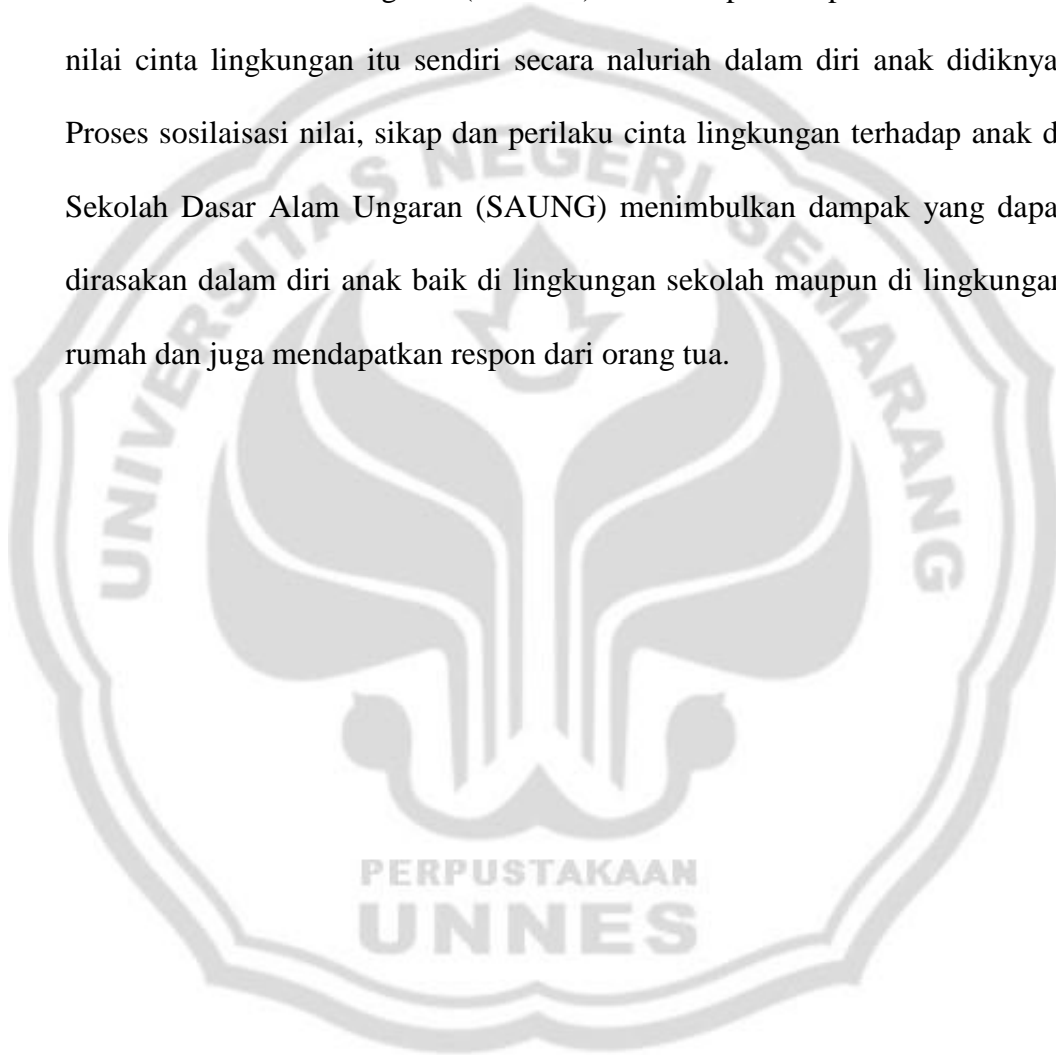 nilai cinta lingkungan itu sendiri secara naluriah dalam diri anak didiknya
Proses sosilaisasi nilai, sikap dan perilaku cinta lingkungan terhadap anak d
Sekolah Dasar Alam Ungaran (SAUNG) menimbulkan dampak yang dapa
dirasakan dalam diri anak baik di lingkungan sekolah maupun di lingkungan
rumah dan juga mendapatkan respon dari orang tua.
UNIVERSITAS NEGERI SEMARANG
PERPUSTAKAAN
UNNES